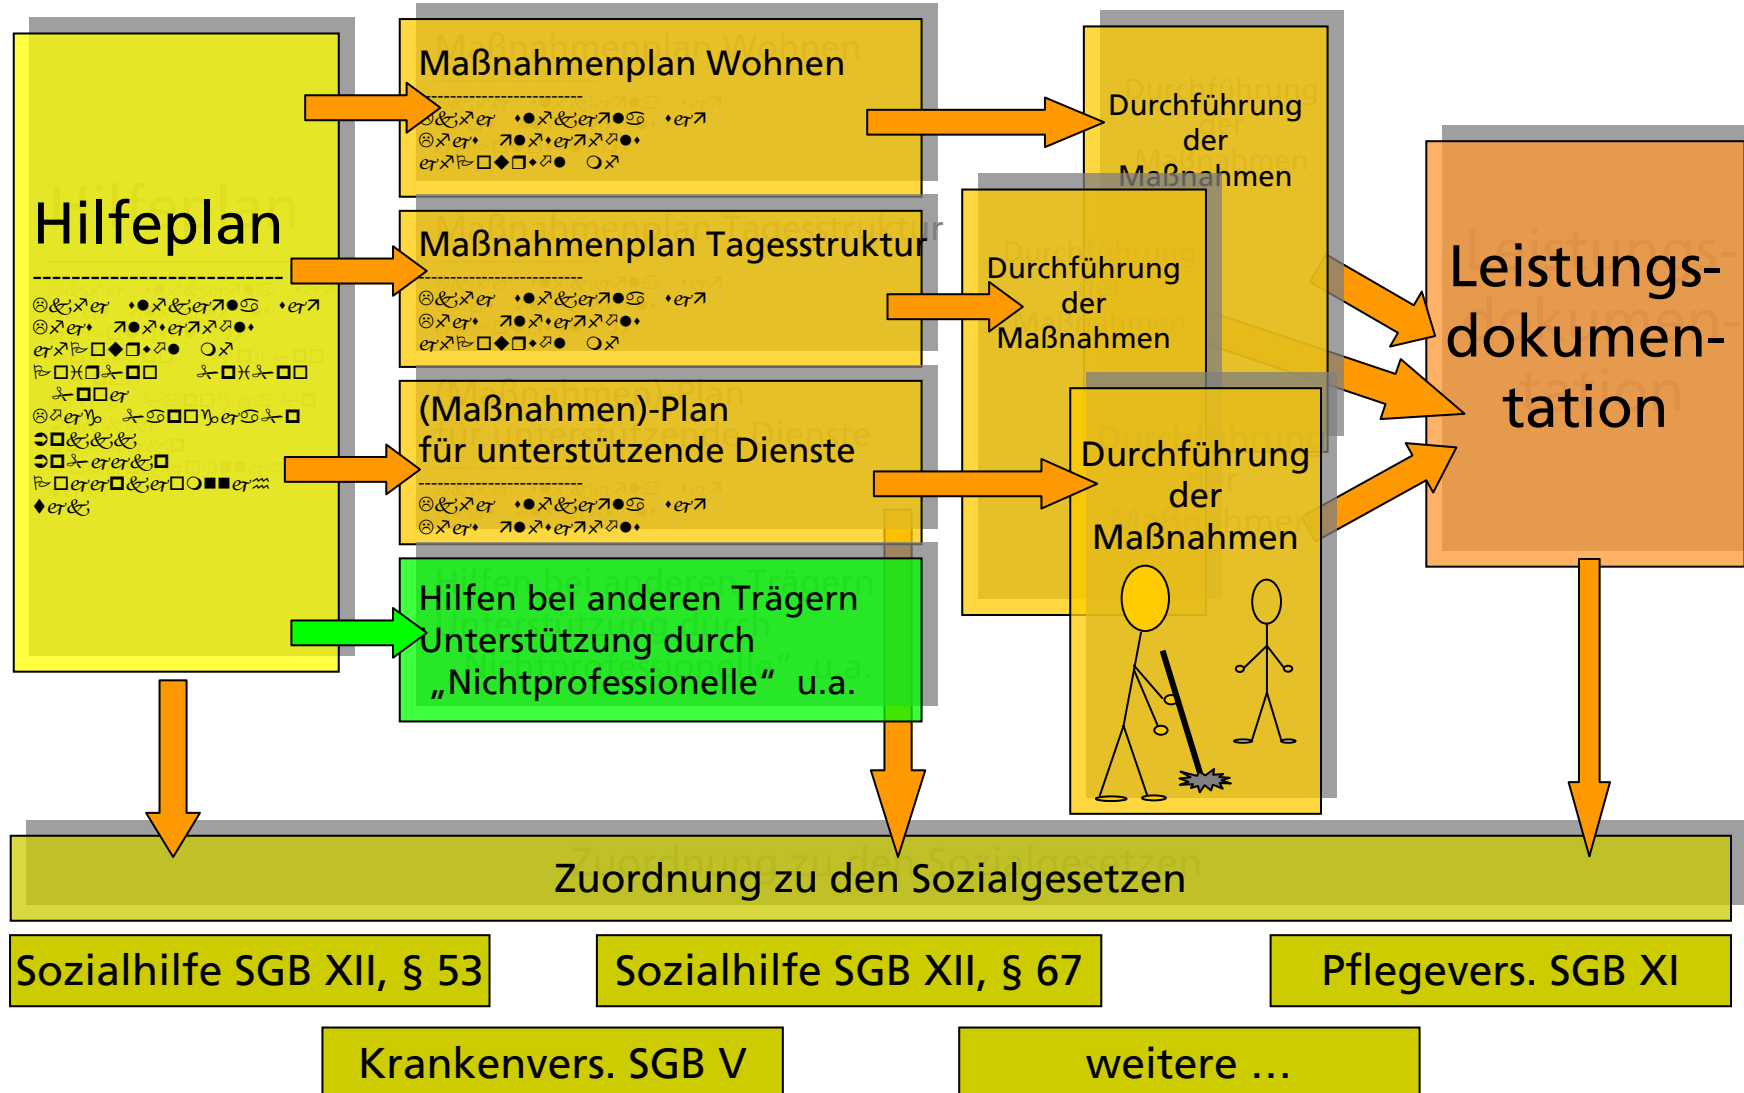 Hilfeplan
Maßnahmenplan Wohnen
Maßnahmenplan Tagesstruktur
(Maßnahmen)-Plan
für unterstützende Dienste
Hilfen bei anderen Trägern
Unterstützung durch
„Nichtprofessionelle“ u.a.
Durchführung
der
Maßnahmen
Durchführung
der
Maßnahmen
Durchführung
der
Maßnahmen
Leistungs-
dokumen-
tation
Zuordnung zu den Sozialgesetzen
Sozialhilfe SGB XII, § 53
Sozialhilfe SGB XII, § 67
Pflegevers. SGB XI
Krankenvers. SGB V
weitere ...